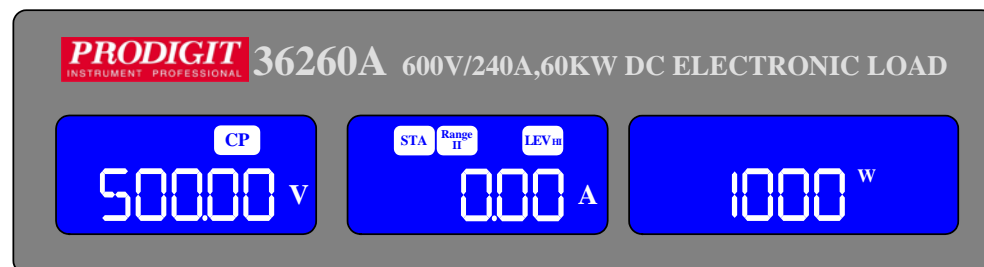 PRODIGIT
INSTRUMENT PROFESSIONAL
36260A 600V/240A,60KW DC ELECTRONIC LOAD
CP
500.00 V
STA Range II LEV HI
0.00 A
1000 W